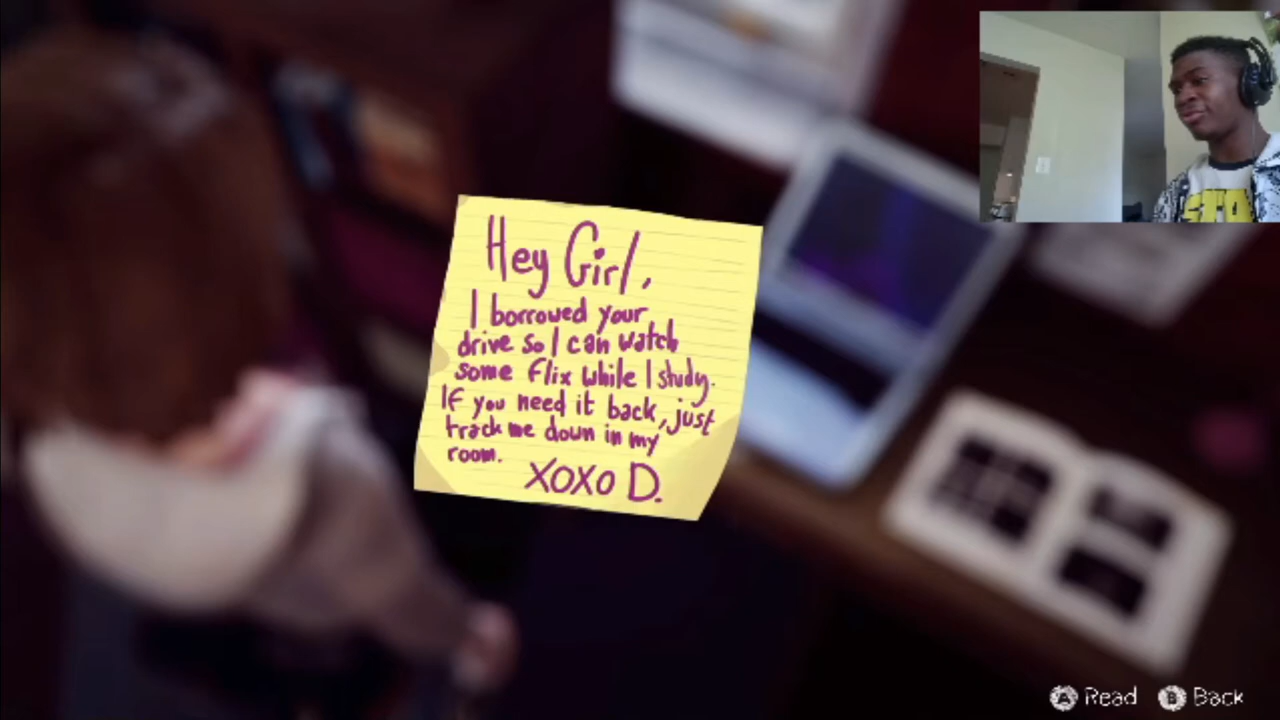 Hey Girl,
I borrowed your
drive so I can watch
some Flix while I study.
If you need it back, just
track me down in my
room.
XOXO D.
A Read B Back